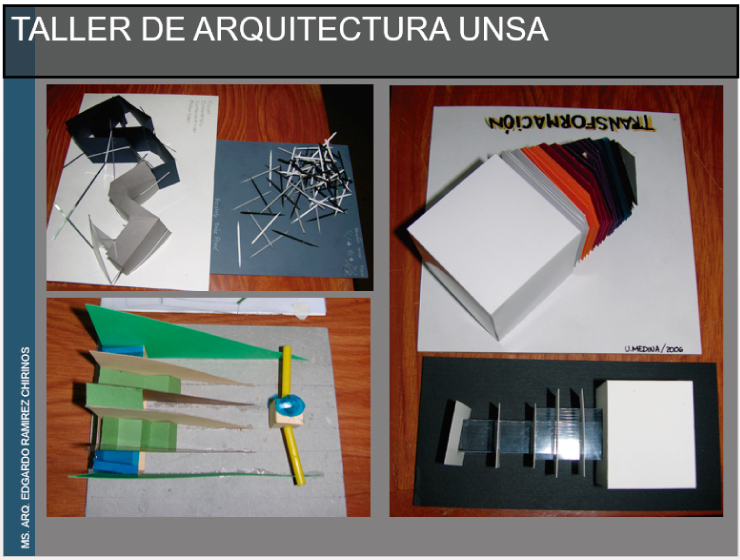 TALLER DE ARQUITECTURA UNSA
TRANSFORMACIÓN
U.MEDINA/2006
MS. ARQ. EDGARDO RAMIREZ CHIRINOS